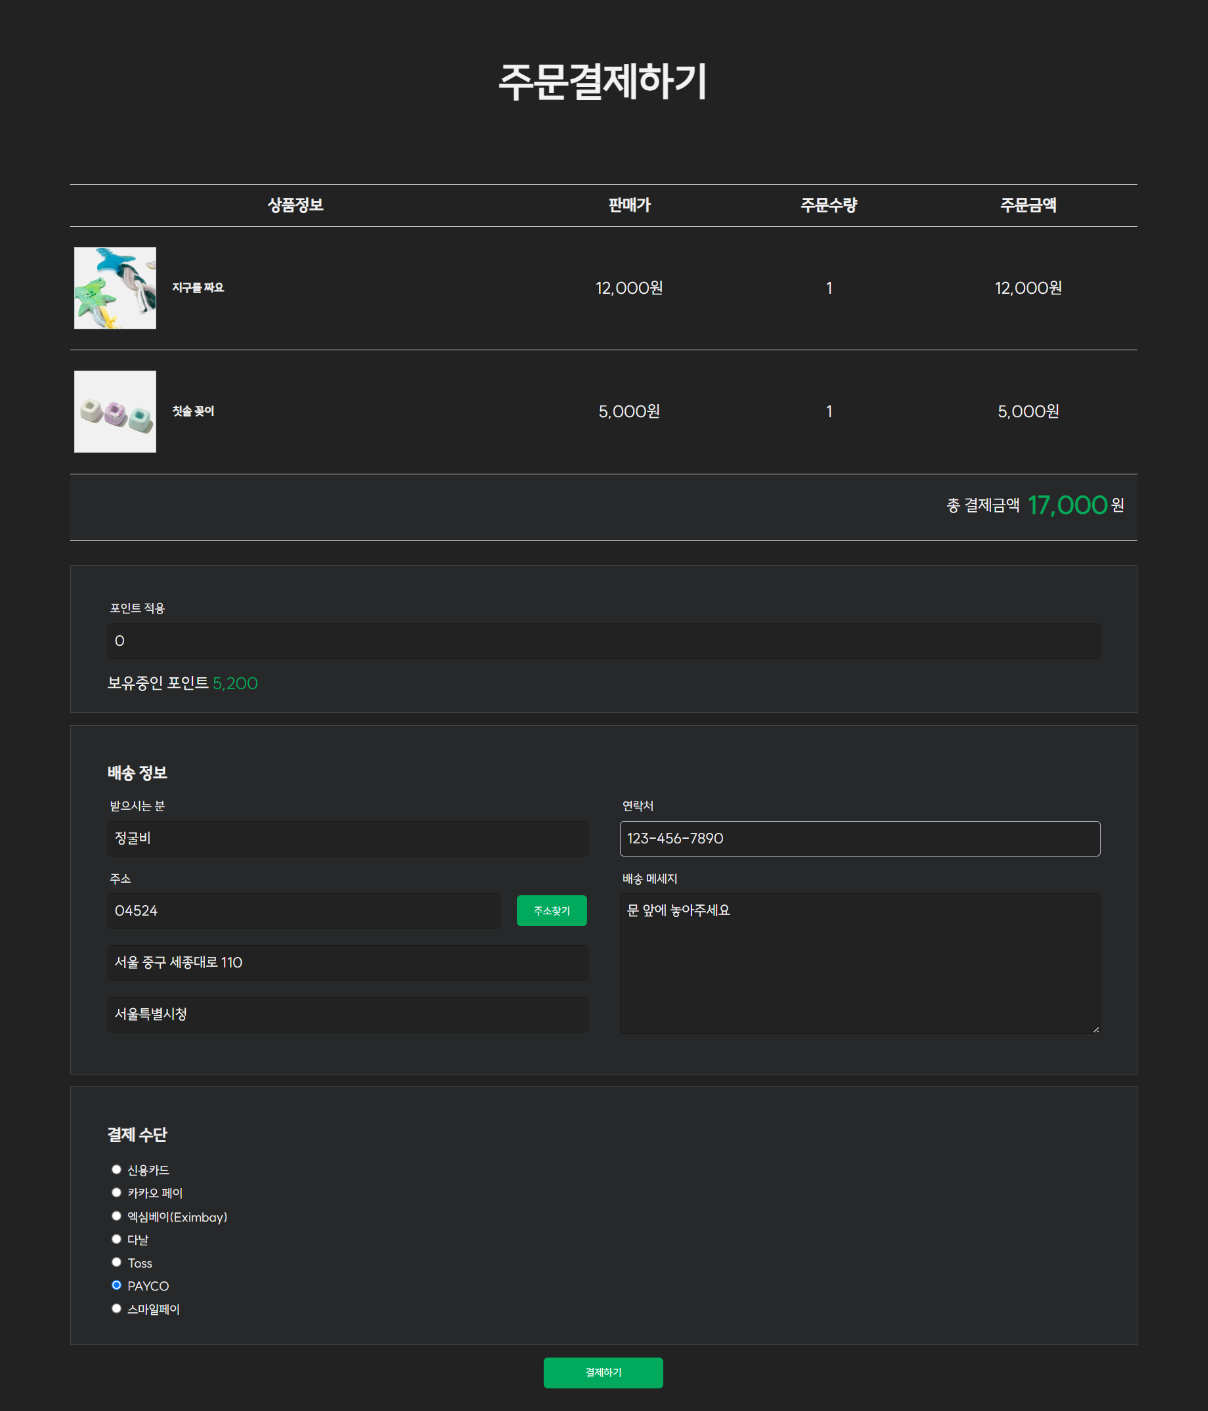 주문결제하기
상품정보 판매가 주문수량 주문금액
지구를 짜요 12,000원 1 12,000원
칫솔 꽂이 5,000원 1 5,000원
총 결제금액 17,000 원
포인트 적용
0
보유중인 포인트 5,200
배송 정보
받으시는 분
정굴비
연락처
123-456-7890
주소
04524 주소찾기
서울 중구 세종대로 110
서울특별시청
배송 메세지
문 앞에 놓아주세요
결제 수단
신용카드
카카오 페이
엑심베이(Eximbay)
다날
Toss
PAYCO
스마일페이
결제하기